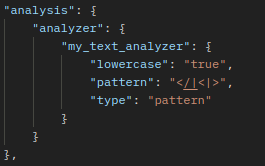 "analysis": {
    "analyzer": {
        "my_text_analyzer": {
            "lowercase": "true",
            "pattern": "</|<|>",
            "type": "pattern"
        }
    }
},